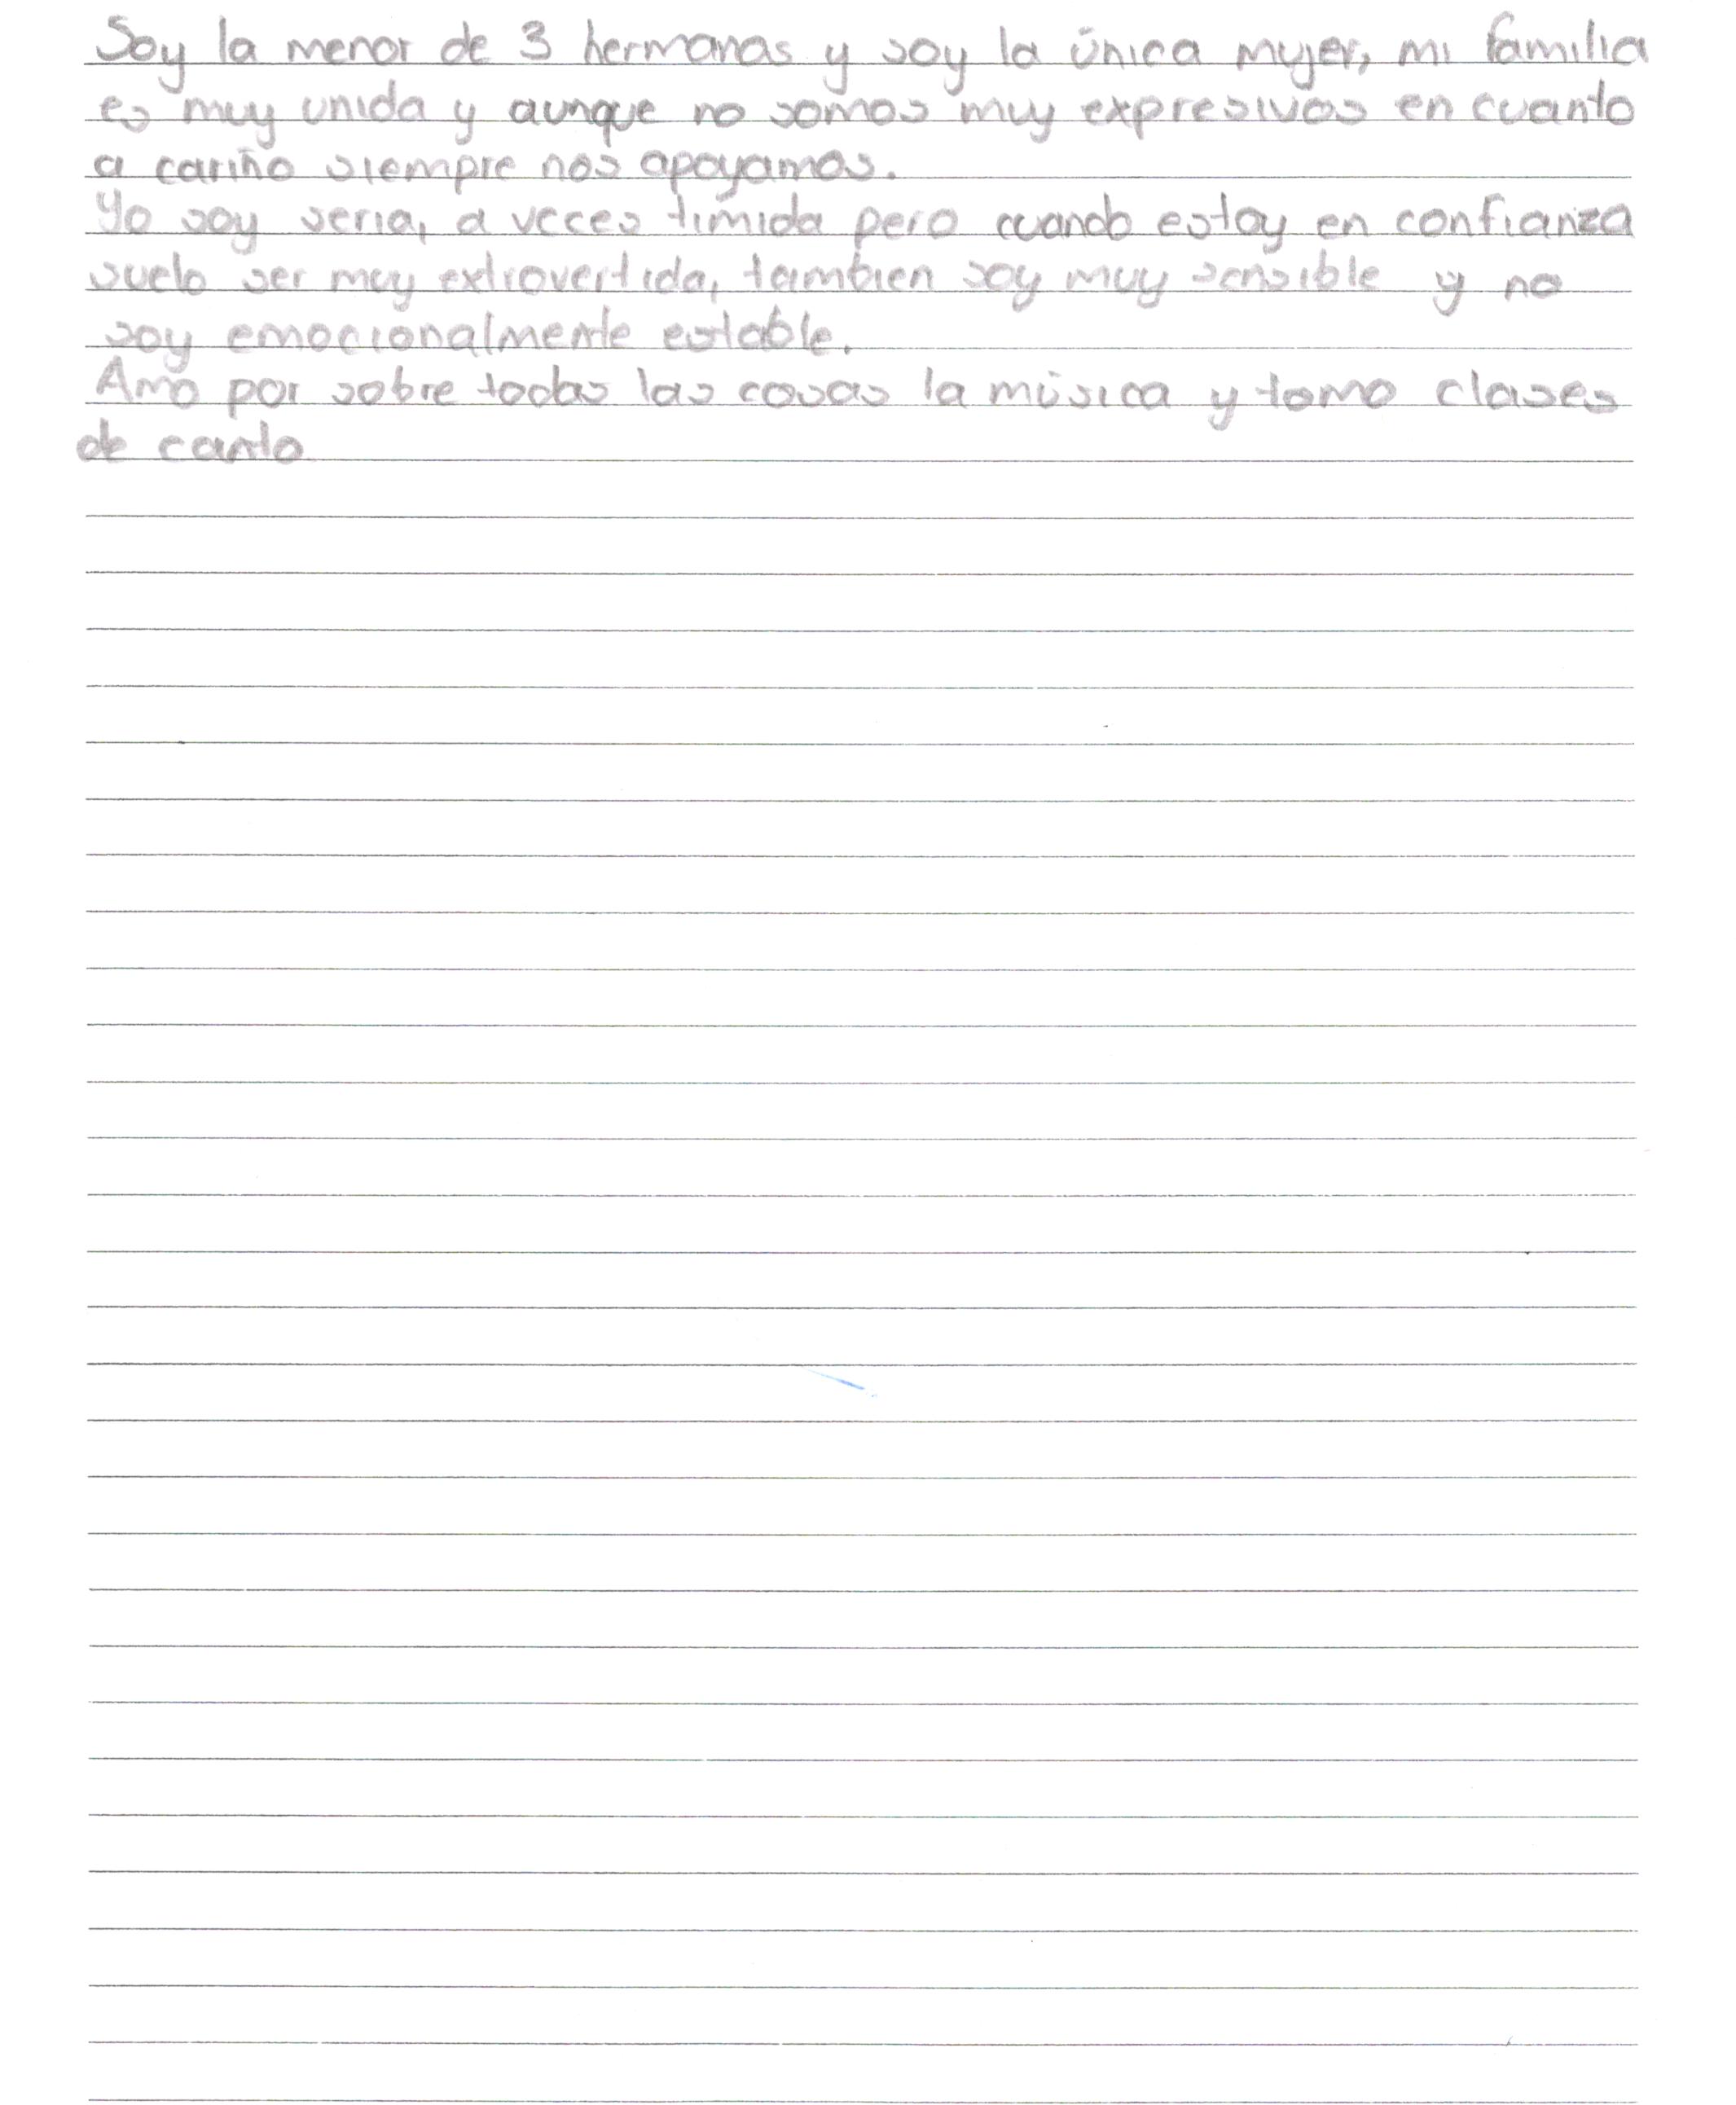 Soy la menor de 3 hermanas y soy la única mujer, mi familia
es muy unida y aunque no somos muy expresivos en cuanto
a cariño siempre nos apoyamos.
Yo soy seria, a veces tímida pero cuando estoy en confianza
suelo ser muy extrovertida, tambien soy muy sensible y no
soy emocionalmente estable.
Amo por sobre todas las cosas la música y tomo clases
de canto